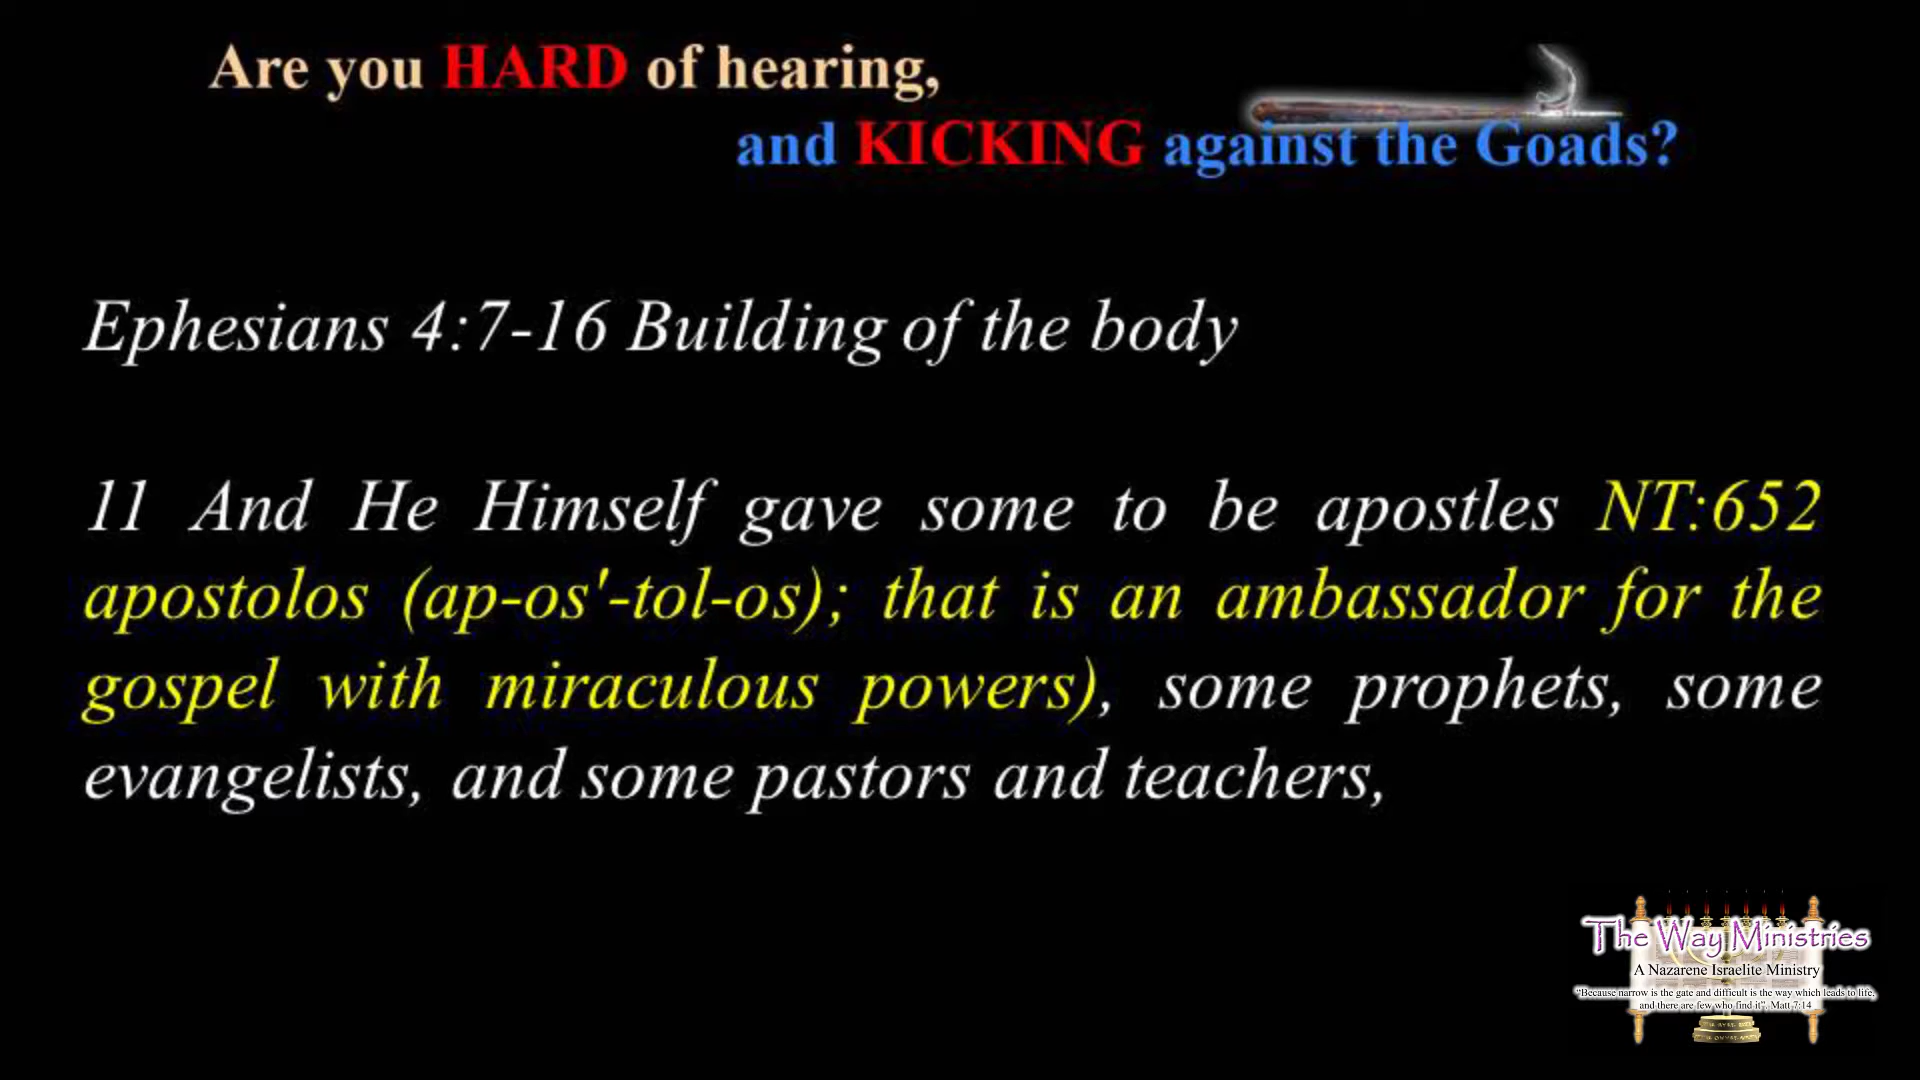 Are you HARD of hearing,
and KICKING against the Goads?
Ephesians 4:7-16 Building of the body
11 And He Himself gave some to be apostles NT:652
apostolos (ap-os'-tol-os); that is an ambassador for the
gospel with miraculous powers), some prophets, some
evangelists, and some pastors and teachers,
The Way Ministries
A Nazarene Israelite Ministry
"Because narrow is the gate and difficult is the way which leads to life,
and there are few who find it". Matt 7:14